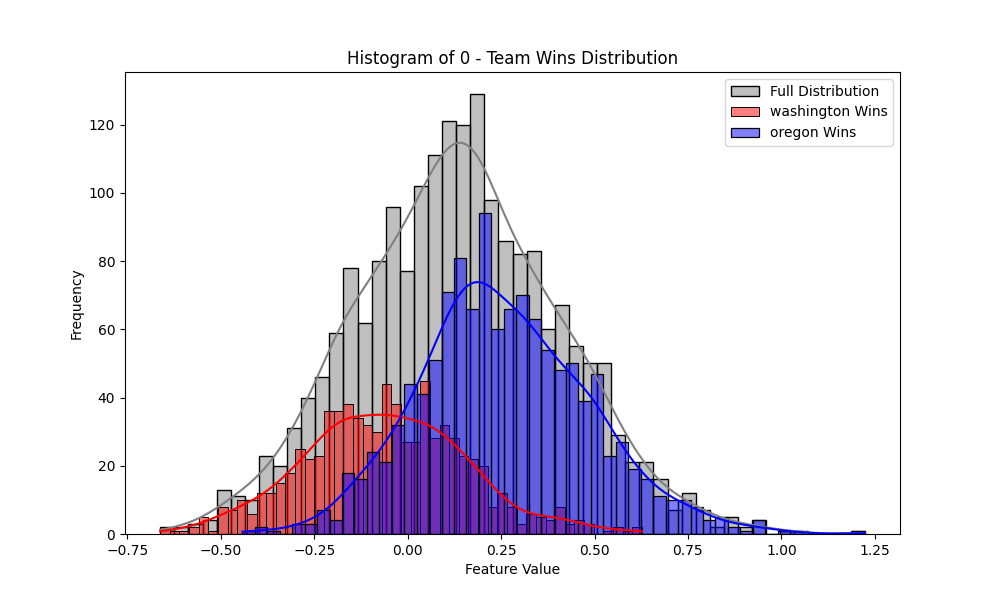 Histogram of 0 - Team Wins Distribution
Full Distribution
washington Wins
oregon Wins
Frequency
120
100
80
60
40
20
0
−0.75
−0.50
−0.25
0.00
0.25
0.50
0.75
1.00
1.25
Feature Value